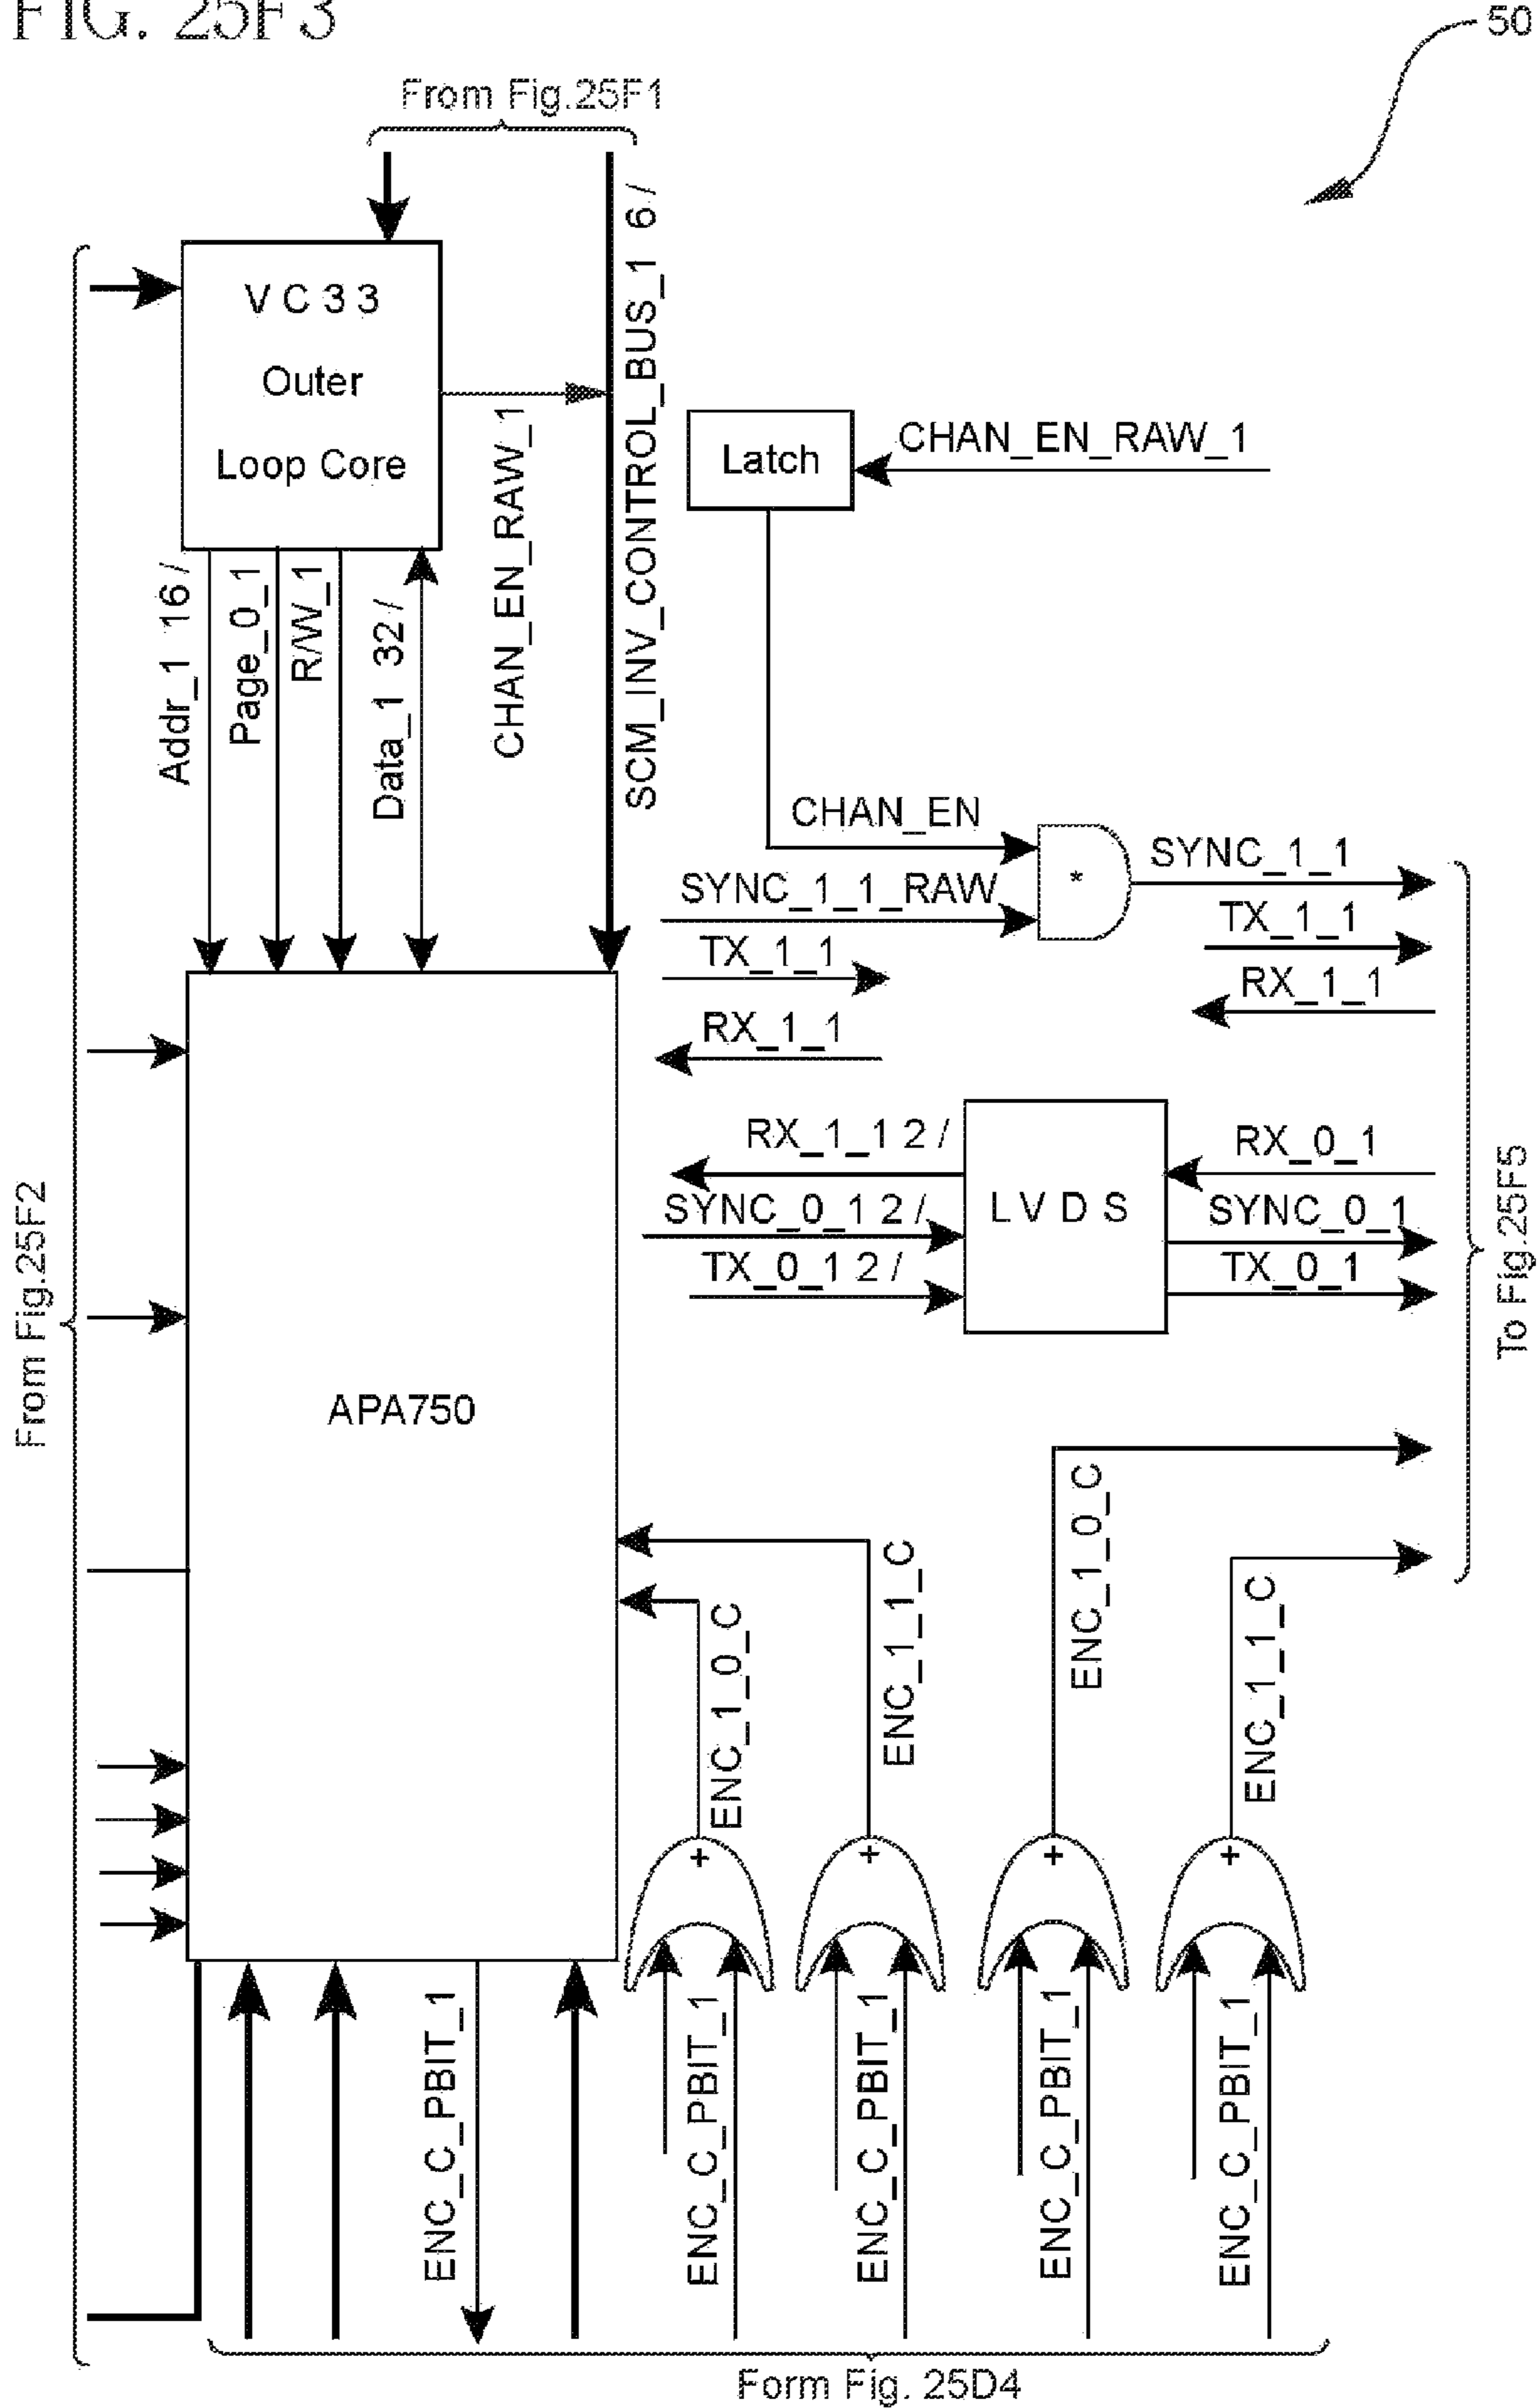 FIG. 25F3
50
From Fig.25F1
VC33
Outer
Loop Core
SCM_INV_CONTROL_BUS_1 6 /
CHAN_EN_RAW_1
Latch
CHAN_EN_RAW_1
Addr_1 16 /
Page_0_1
R/W_1
Data_1 32 /
CHAN_EN
*
SYNC_1_1
SYNC_1_1_RAW
TX_1_1
TX_1_1
RX_1_1
RX_1_1
RX_1_1 2 /
RX_0_1
LVDS
SYNC_0_1 2 /
SYNC_0_1
TX_0_1 2 /
TX_0_1
From Fig.25F2
To Fig.25F5
APA750
ENC_1_0_C
ENC_1_1_C
ENC_1_0_C
ENC_1_1_C
+
+
+
+
ENC_C_PBIT_1
ENC_C_PBIT_1
ENC_C_PBIT_1
ENC_C_PBIT_1
ENC_C_PBIT_1
Form Fig. 25D4